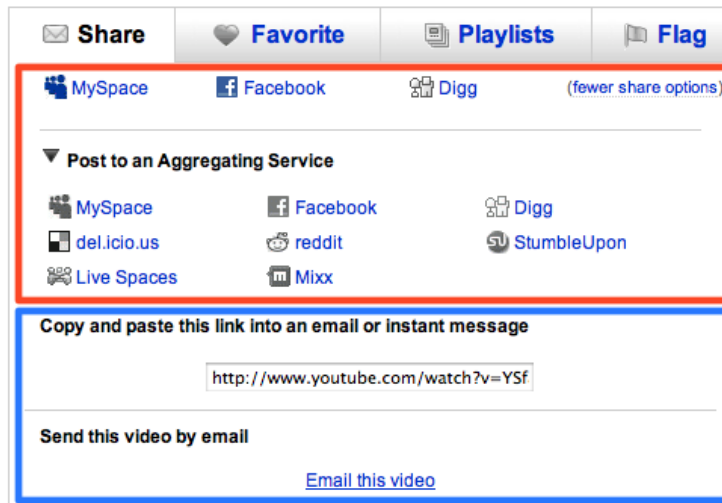 Share Favorite Playlists Flag
MySpace Facebook Digg (fewer share options)
Post to an Aggregating Service
MySpace Facebook Digg
del.icio.us reddit StumbleUpon
Live Spaces Mixx
Copy and paste this link into an email or instant message
http://www.youtube.com/watch?v=YSf
Send this video by email
Email this video